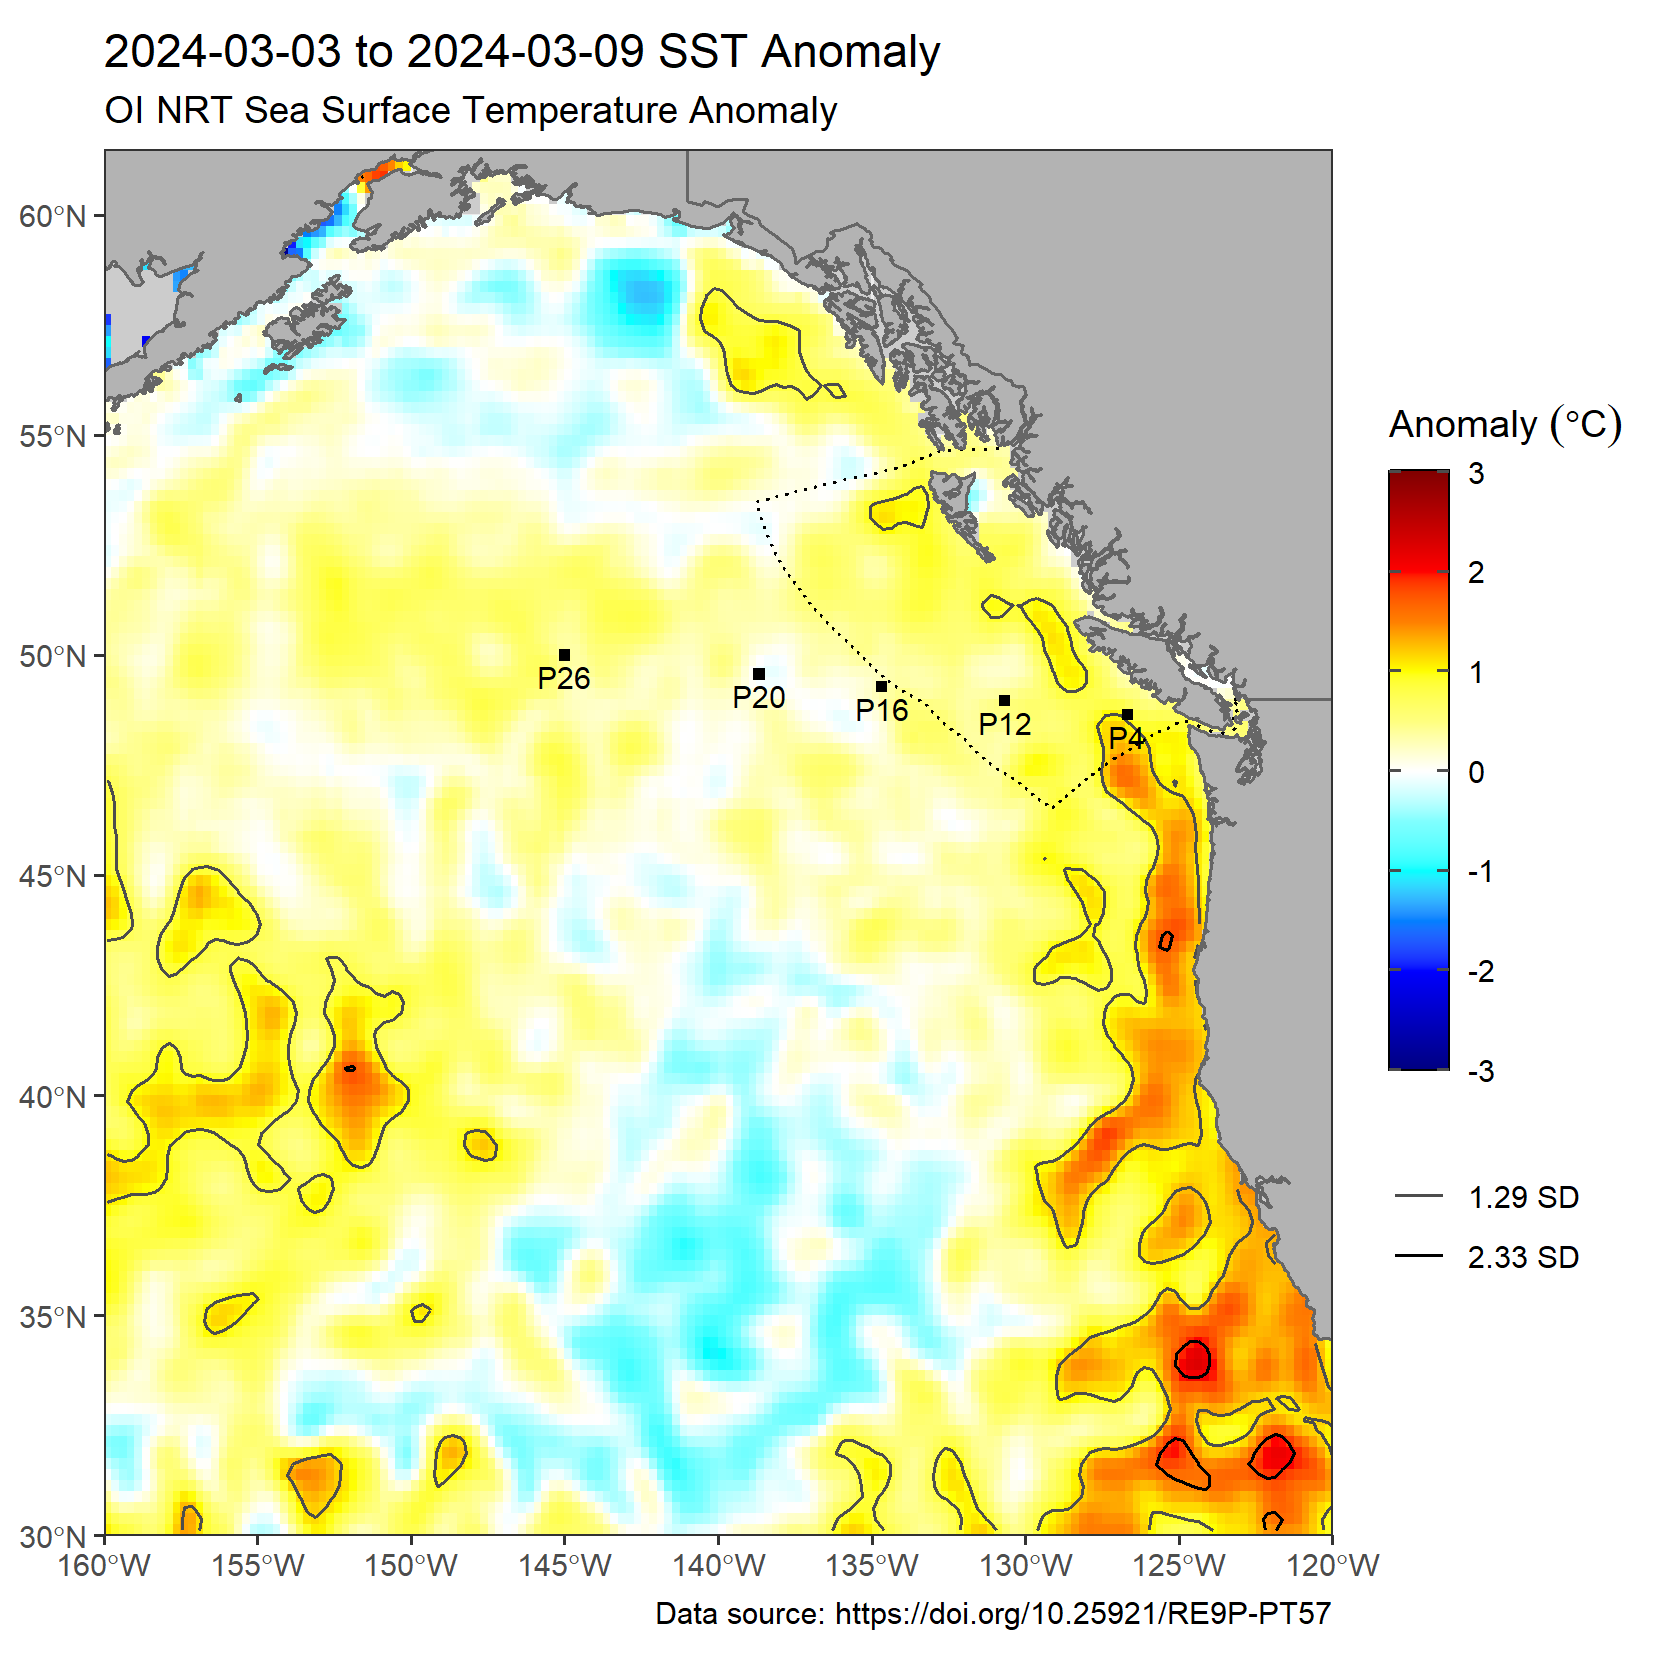 2024-03-03 to 2024-03-09 SST Anomaly
OI NRT Sea Surface Temperature Anomaly
60°N
55°N
50°N
45°N
40°N
35°N
30°N
160°W 155°W 150°W 145°W 140°W 135°W 130°W 125°W 120°W
P26
P20
P16
P12
P4
Anomaly (°C)
3
2
1
0
-1
-2
-3
1.29 SD
2.33 SD
Data source: https://doi.org/10.25921/RE9P-PT57